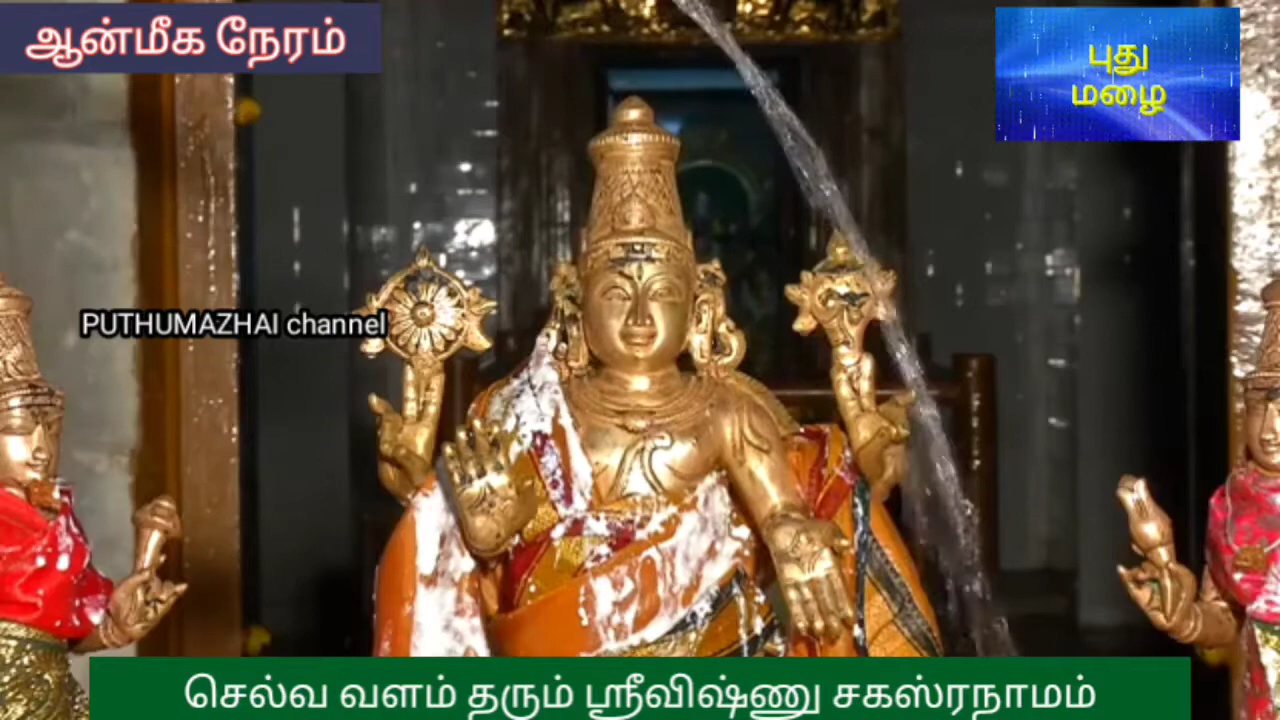 ஆன்மீக நேரம்
புது
மழை
PUTHUMAZHAI channel
செல்வ வளம் தரும் ஸ்ரீவிஷ்ணு சகஸ்ரநாமம்